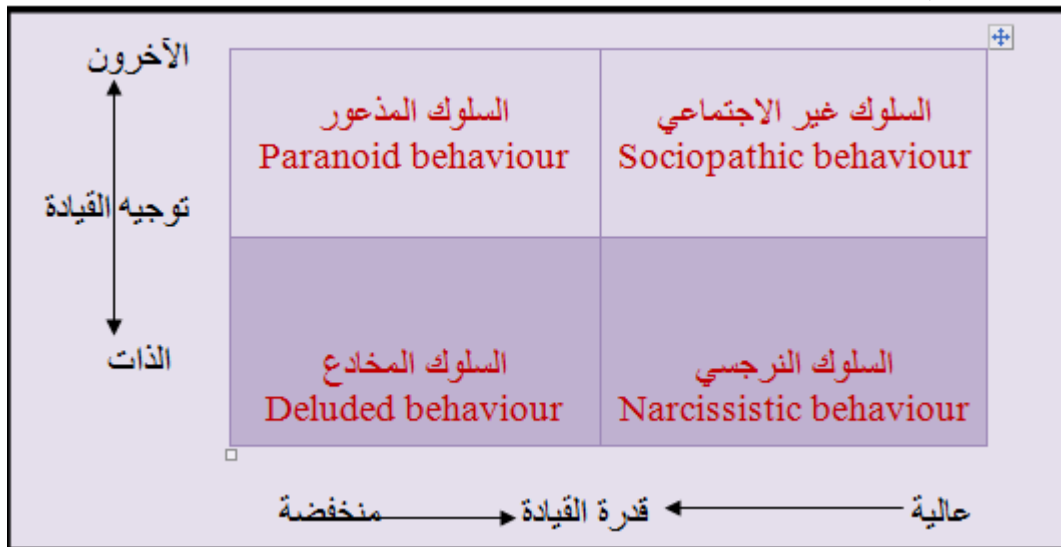 الآخرون
السلوك غير الاجتماعي
Sociopathic behaviour
السلوك المذعور
Paranoid behaviour
توجيه القيادة
السلوك النرجسي
Narcissistic behaviour
السلوك المخادع
Deluded behaviour
الذات
عالية
قدرة القيادة
منخفضة